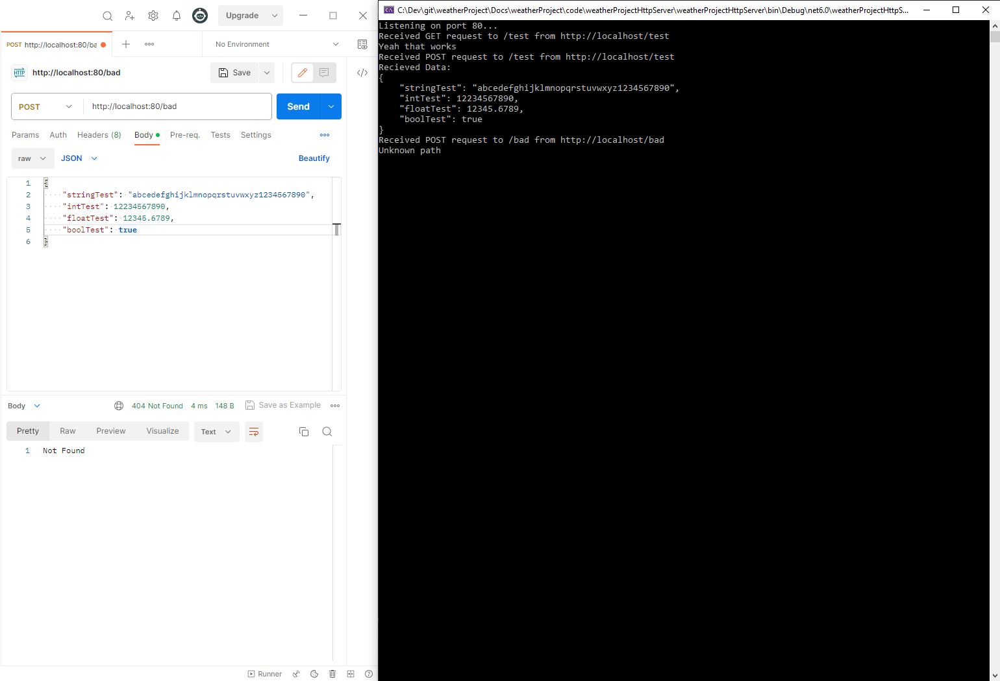 Upgrade
POST http://localhost:80/ba
No Environment
HTTP http://localhost:80/bad
Save
POST http://localhost:80/bad
Send
Params Auth Headers (8) Body Pre-req. Tests Settings
raw JSON Beautify
1 {
2 "stringTest": "abcedefghijklmnopqrstuvwxyz1234567890",
3 "intTest": 12234567890,
4 "floatTest": 12345.6789,
5 "boolTest": true
6 }
Body 404 Not Found 4 ms 148 B Save as Example
Pretty Raw Preview Visualize Text
1 Not Found
Runner
C:\Dev\git\weatherProject\Docs\weatherProject\code\weatherProjectHttpServer\weatherProjectHttpServer\bin\Debug\net6.0\weatherProjectHttpS...
Listening on port 80...
Received GET request to /test from http://localhost/test
Yeah that works
Received POST request to /test from http://localhost/test
Recieved Data:
{
"stringTest": "abcedefghijklmnopqrstuvwxyz1234567890",
"intTest": 12234567890,
"floatTest": 12345.6789,
"boolTest": true
}
Received POST request to /bad from http://localhost/bad
Unknown path